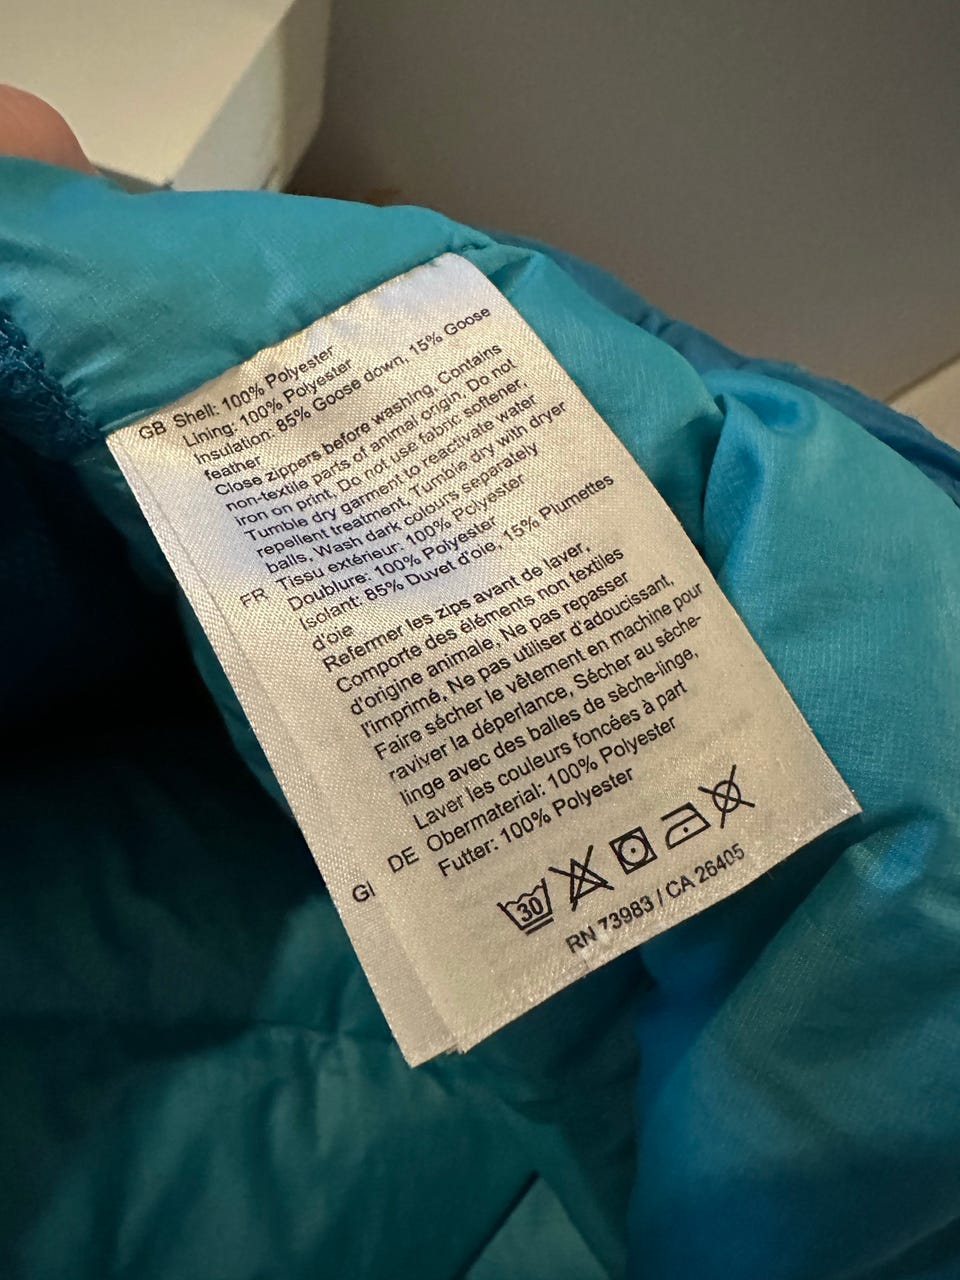 GB Shell: 100% Polyester
Lining: 100% Polyester
Insulation: 85% Goose down, 15% Goose
feather
Close zippers before washing, Contains
non-textile parts of animal origin, Do not
iron on print, Do not use fabric softener,
Tumble dry garment to reactivate water
repellent treatment, Tumble dry with dryer
balls, Wash dark colours separately
FR Tissu extérieur: 100% Polyester
Doublure: 100% Polyester
Isolant: 85% Duvet d'oie, 15% Plumettes
d'oie
Refermer les zips avant de laver,
Comporte des éléments non textiles
d'origine animale, Ne pas repasser
l'imprimé, Ne pas utiliser d'adoucissant,
Faire sécher le vêtement en machine pour
raviver la déperlance, Sécher au sèche-
linge avec des balles de sèche-linge,
Laver les couleurs foncées à part
DE Obermaterial: 100% Polyester
Futter: 100% Polyester
30
RN 73983 / CA 26405